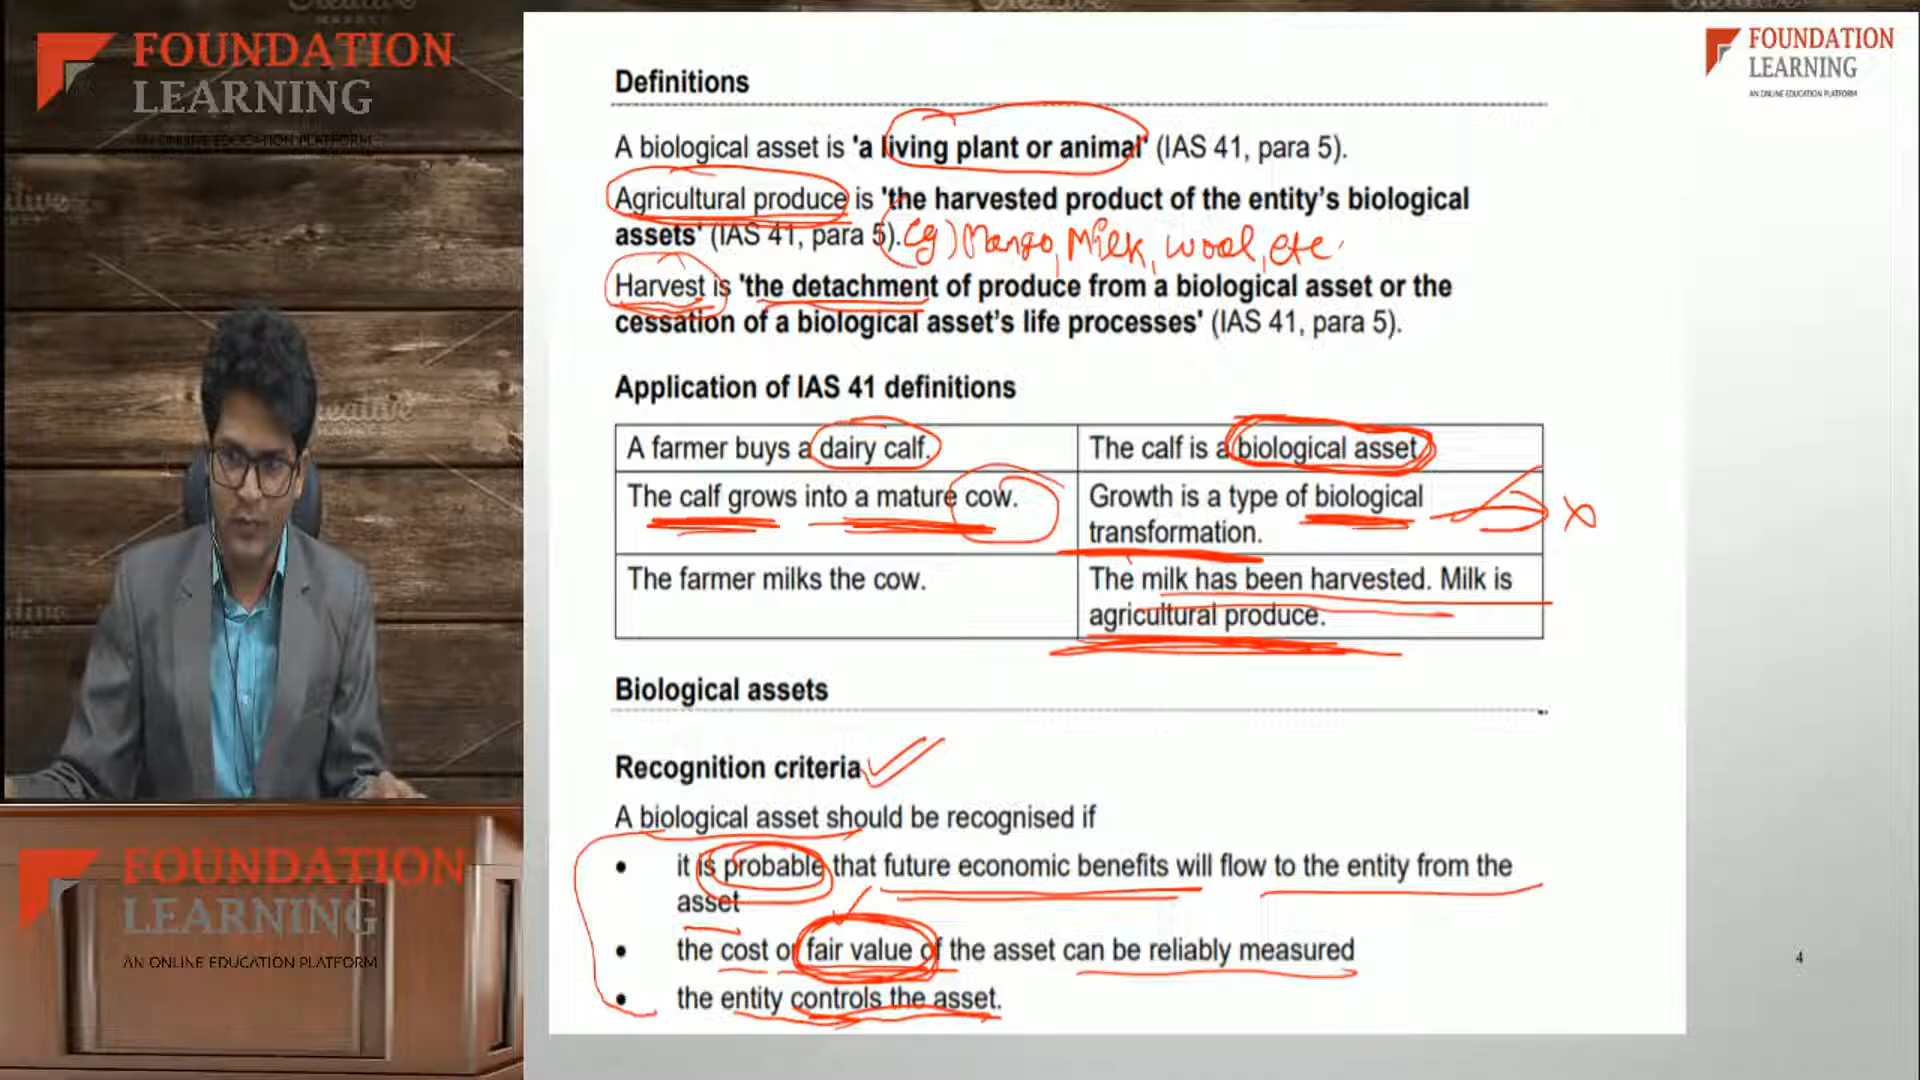 FOUNDATION
LEARNING
AN ONLINE EDUCATION PLATFORM
FOUNDATION
LEARNING
AN ONLINE EDUCATION PLATFORM
Definitions
A biological asset is 'a living plant or animal' (IAS 41, para 5).
Agricultural produce is 'the harvested product of the entity's biological
assets' (IAS 41, para 5). (eg) Mango, Milk, wool, etc.
Harvest is 'the detachment of produce from a biological asset or the
cessation of a biological asset's life processes' (IAS 41, para 5).
Application of IAS 41 definitions
A farmer buys a dairy calf.
The calf is a biological asset
The calf grows into a mature cow.
Growth is a type of biological
transformation.
The farmer milks the cow.
The milk has been harvested. Milk is
agricultural produce.
Biological assets
Recognition criteria
A biological asset should be recognised if
• it is probable that future economic benefits will flow to the entity from the
asset
• the cost or fair value of the asset can be reliably measured
• the entity controls the asset.
4
FOUNDATION
LEARNING
AN ONLINE EDUCATION PLATFORM